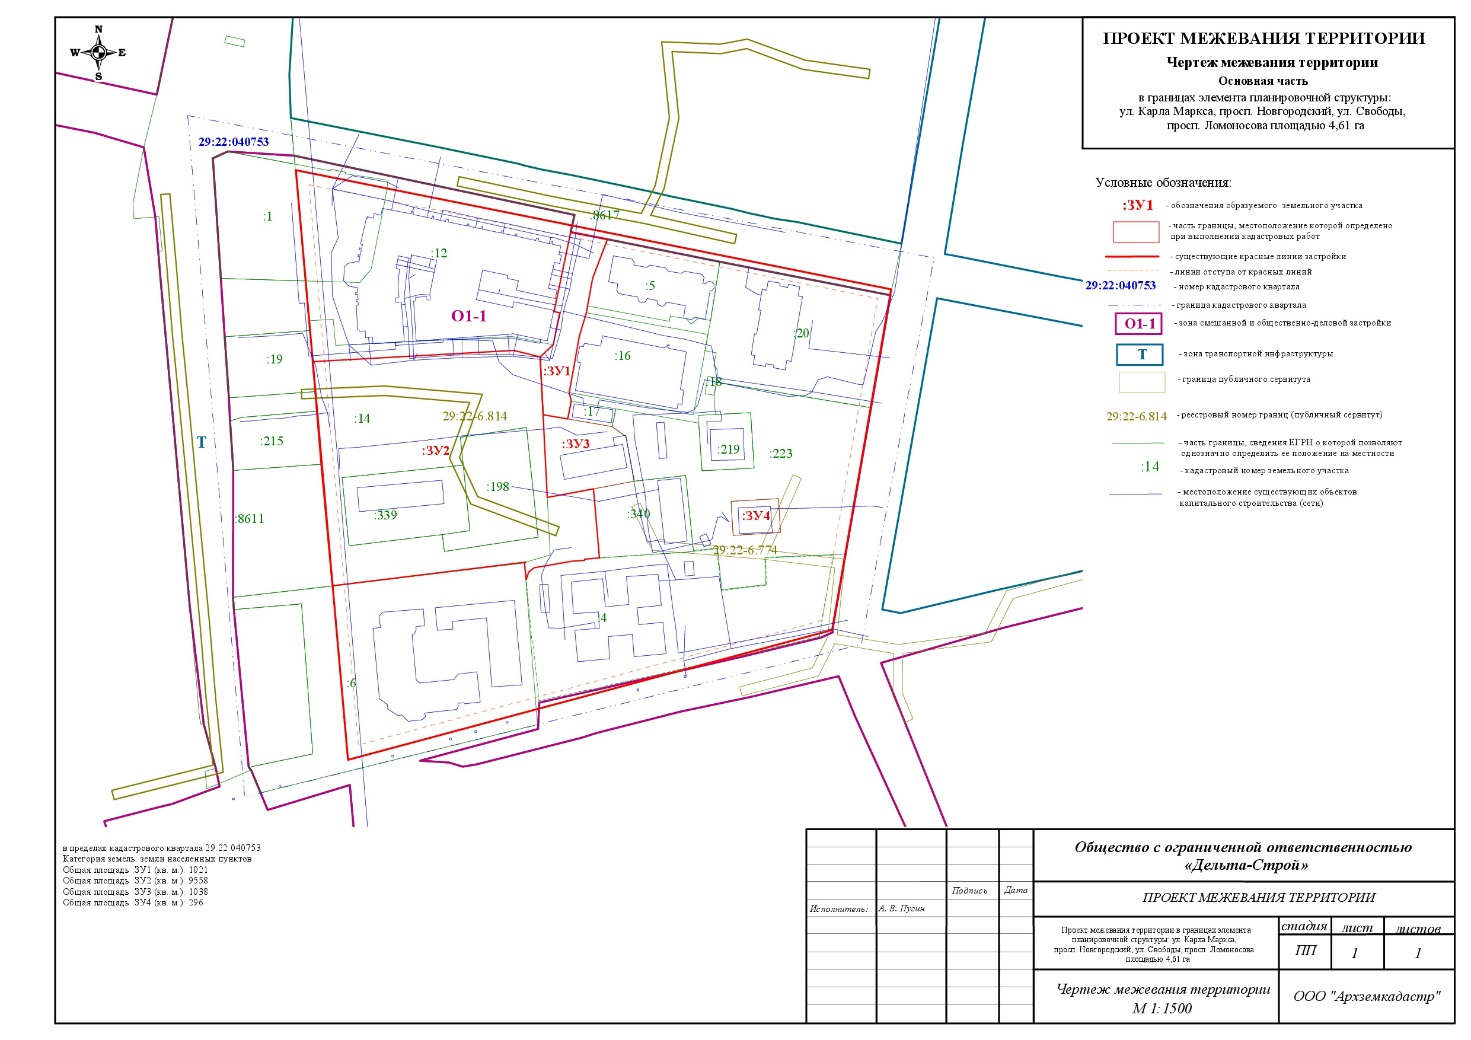 N
W E
S
ПРОЕКТ МЕЖЕВАНИЯ ТЕРРИТОРИИ
Чертеж межевания территории
Основная часть
в границах элемента планировочной структуры:
ул. Карла Маркса, просп. Новгородский, ул. Свободы,
просп. Ломоносова площадью 4,61 га
Условные обозначения:
:ЗУ1 - обозначения образуемого земельного участка
- часть границы, местоположение которой определено
при выполнении кадастровых работ
- существующие красные линии застройки
- линии отступа от красных линий
29:22:040753 - номер кадастрового квартала
- граница кадастрового квартала
О1-1 - зона смешанной и общественно-деловой застройки
Т - зона транспортной инфраструктуры
- граница публичного сервитута
29:22-6.814 - реестровый номер границ (публичный сервитут)
- часть границы, сведения ЕГРН о которой позволяют
однозначно определить ее положение на местности
:14 - кадастровый номер земельного участка
- местоположение существующих объектов
капитального строительства (сети)
29:22:040753
:1
:8617
:12
:5
О1-1
:20
:19
:16
:ЗУ1
:18
:14
29:22-6.814
:17
Т
:215
:ЗУ2
:ЗУ3
:219
:223
:198
:8611
:339
:340
:ЗУ4
29:22-6.774
:4
:6
в пределах кадастрового квартала 29:22:040753
Категория земель: земли населенных пунктов
Общая площадь :ЗУ1 (кв. м.): 1021
Общая площадь :ЗУ2 (кв. м.): 9558
Общая площадь :ЗУ3 (кв. м.): 1038
Общая площадь :ЗУ4 (кв. м.): 296
Общество с ограниченной ответственностью
«Дельта-Строй»
Подпись Дата
ПРОЕКТ МЕЖЕВАНИЯ ТЕРРИТОРИИ
Исполнитель: А. В. Пугин
Проект межевания территории в границах элемента
планировочной структуры: ул. Карла Маркса,
просп. Новгородский, ул. Свободы, просп. Ломоносова
площадью 4,61 га
стадия лист листов
ПП 1 1
Чертеж межевания территории
М 1:1500
ООО "Архземкадастр"